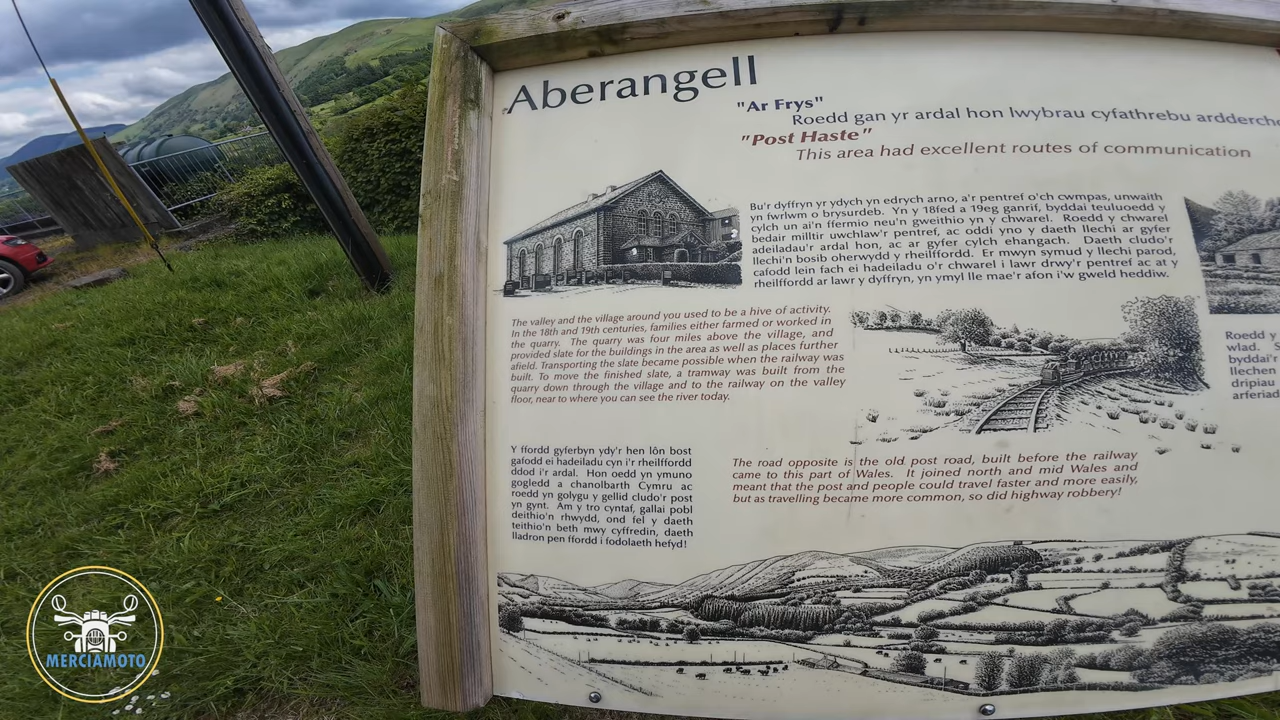 Aberangell
"Ar Frys"
Roedd gan yr ardal hon lwybrau cyfathrebu ardderch
"Post Haste"
This area had excellent routes of communication
Bu'r dyffryn yr ydych yn edrych arno, a'r pentref o'ch cwmpas, unwaith
yn fwrlwm o brysurdeb. Yn y 18fed a 19eg ganrif, byddai teuluoedd y
cylch un ai'n ffermio neu'n gweithio yn y chwarel. Roedd y chwarel
bedair milltir uwchlaw'r pentref, ac oddi yno y daeth llechi ar gyfer
adeiladau'r ardal hon, ac ar gyfer cylch ehangach. Daeth cludo'r
llechi'n bosib oherwydd y rheilffordd. Er mwyn symud y llechi parod,
cafodd lein fach ei hadeiladu o'r chwarel i lawr drwy'r pentref ac at y
rheilffordd ar lawr y dyffryn, yn ymyl lle mae'r afon i'w gweld heddiw.
The valley and the village around you used to be a hive of activity.
In the 18th and 19th centuries, families either farmed or worked in
the quarry. The quarry was four miles above the village, and
provided slate for the buildings in the area as well as places further
afield. Transporting the slate became possible when the railway was
built. To move the finished slate, a tramway was built from the
quarry down through the village and to the railway on the valley
floor, near to where you can see the river today.
Roedd y
wlad. S
byddai'r
llechen
dripiau
arferiad
Y ffordd gyferbyn ydy'r hen lôn bost
gafodd ei hadeiladu cyn i'r rheilffordd
ddod i'r ardal. Hon oedd yn ymuno
gogledd a chanolbarth Cymru ac
roedd yn golygu y gellid cludo'r post
yn gynt. Am y tro cyntaf, gallai pobl
deithio'n rhwydd, ond fel y daeth
teithio'n beth mwy cyffredin, daeth
lladron pen ffordd i fodolaeth hefyd!
The road opposite is the old post road, built before the railway
came to this part of Wales. It joined north and mid Wales and
meant that the post and people could travel faster and more easily,
but as travelling became more common, so did highway robbery!
MERCIAMOTO